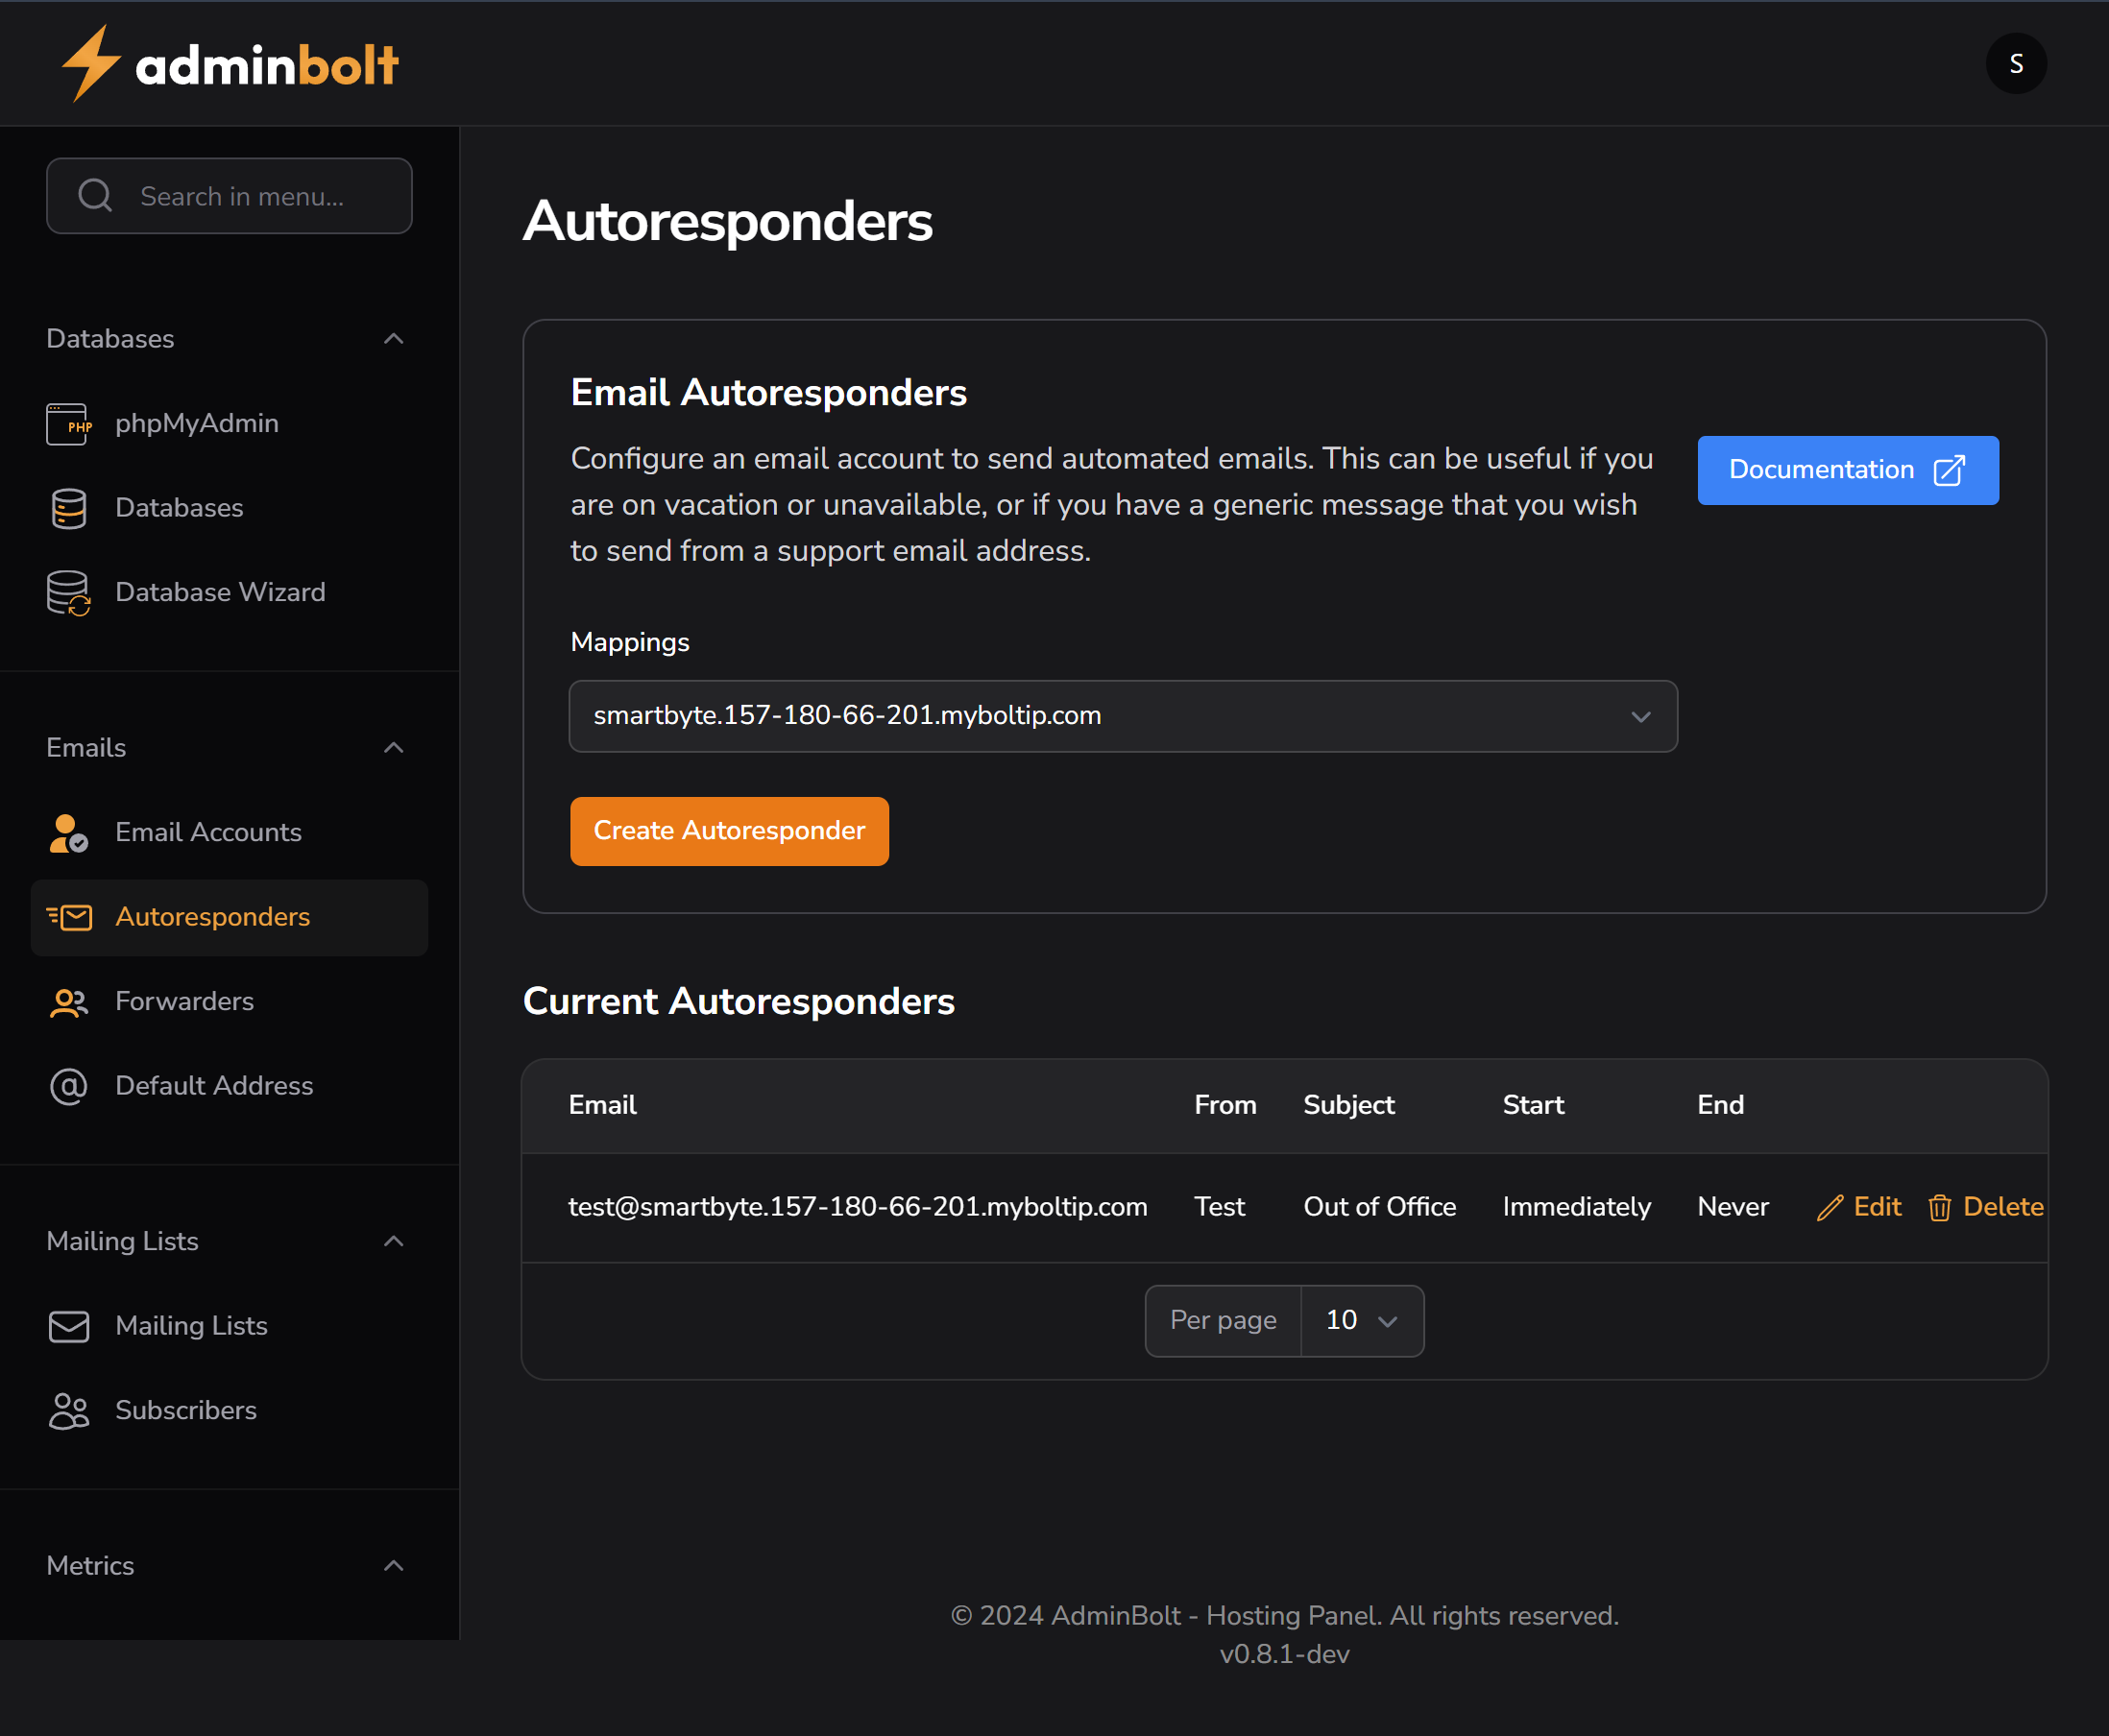 adminbolt
S
Search in menu...
Databases
PHP
phpMyAdmin
Databases
Database Wizard
Emails
Email Accounts
Autoresponders
Forwarders
Default Address
Mailing Lists
Mailing Lists
Subscribers
Metrics
Autoresponders
Email Autoresponders
Configure an email account to send automated emails. This can be useful if you
are on vacation or unavailable, or if you have a generic message that you wish
to send from a support email address.
Documentation
Mappings
smartbyte.157-180-66-201.myboltip.com
Create Autoresponder
Current Autoresponders
Email From Subject Start End
test@smartbyte.157-180-66-201.myboltip.com Test Out of Office Immediately Never Edit Delete
Per page 10
© 2024 AdminBolt - Hosting Panel. All rights reserved.
v0.8.1-dev